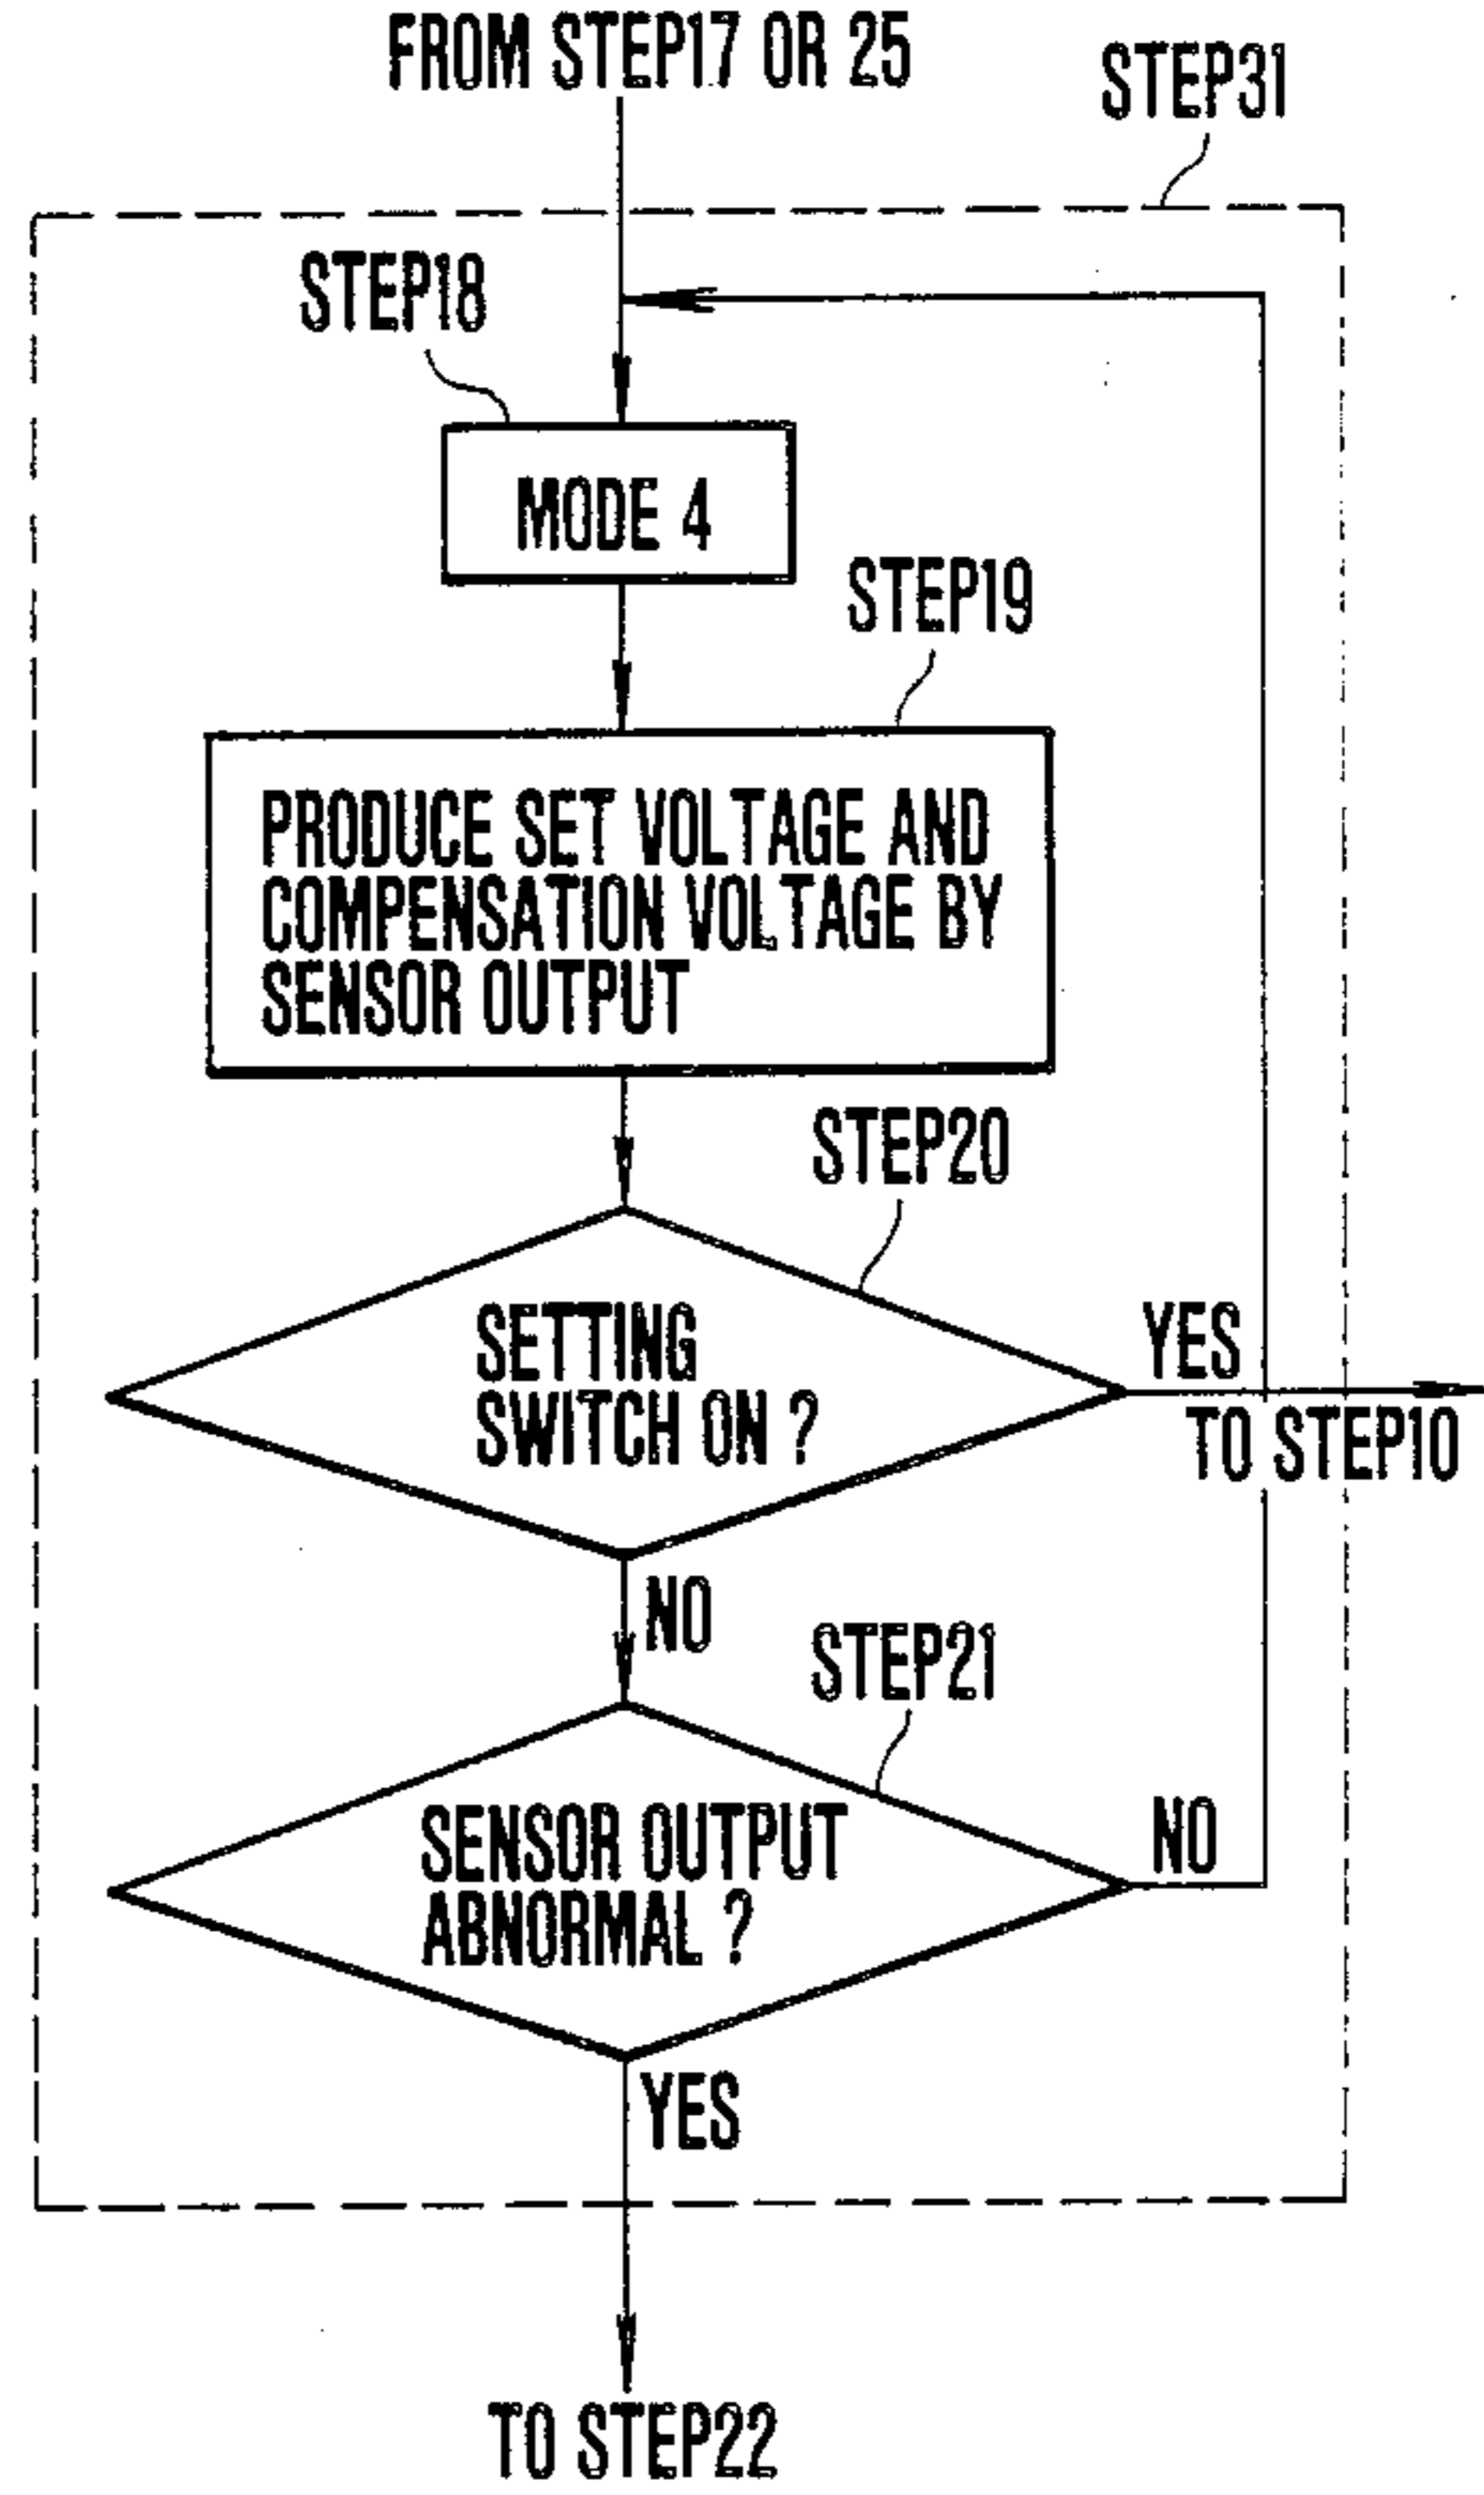 FROM STEP17 OR 25
STEP31
STEP18
MODE 4
STEP19
PRODUCE SET VOLTAGE AND
COMPENSATION VOLTAGE BY
SENSOR OUTPUT
STEP20
SETTING
SWITCH ON ?
YES
TO STEP10
NO
STEP21
SENSOR OUTPUT
ABNORMAL ?
NO
YES
TO STEP22